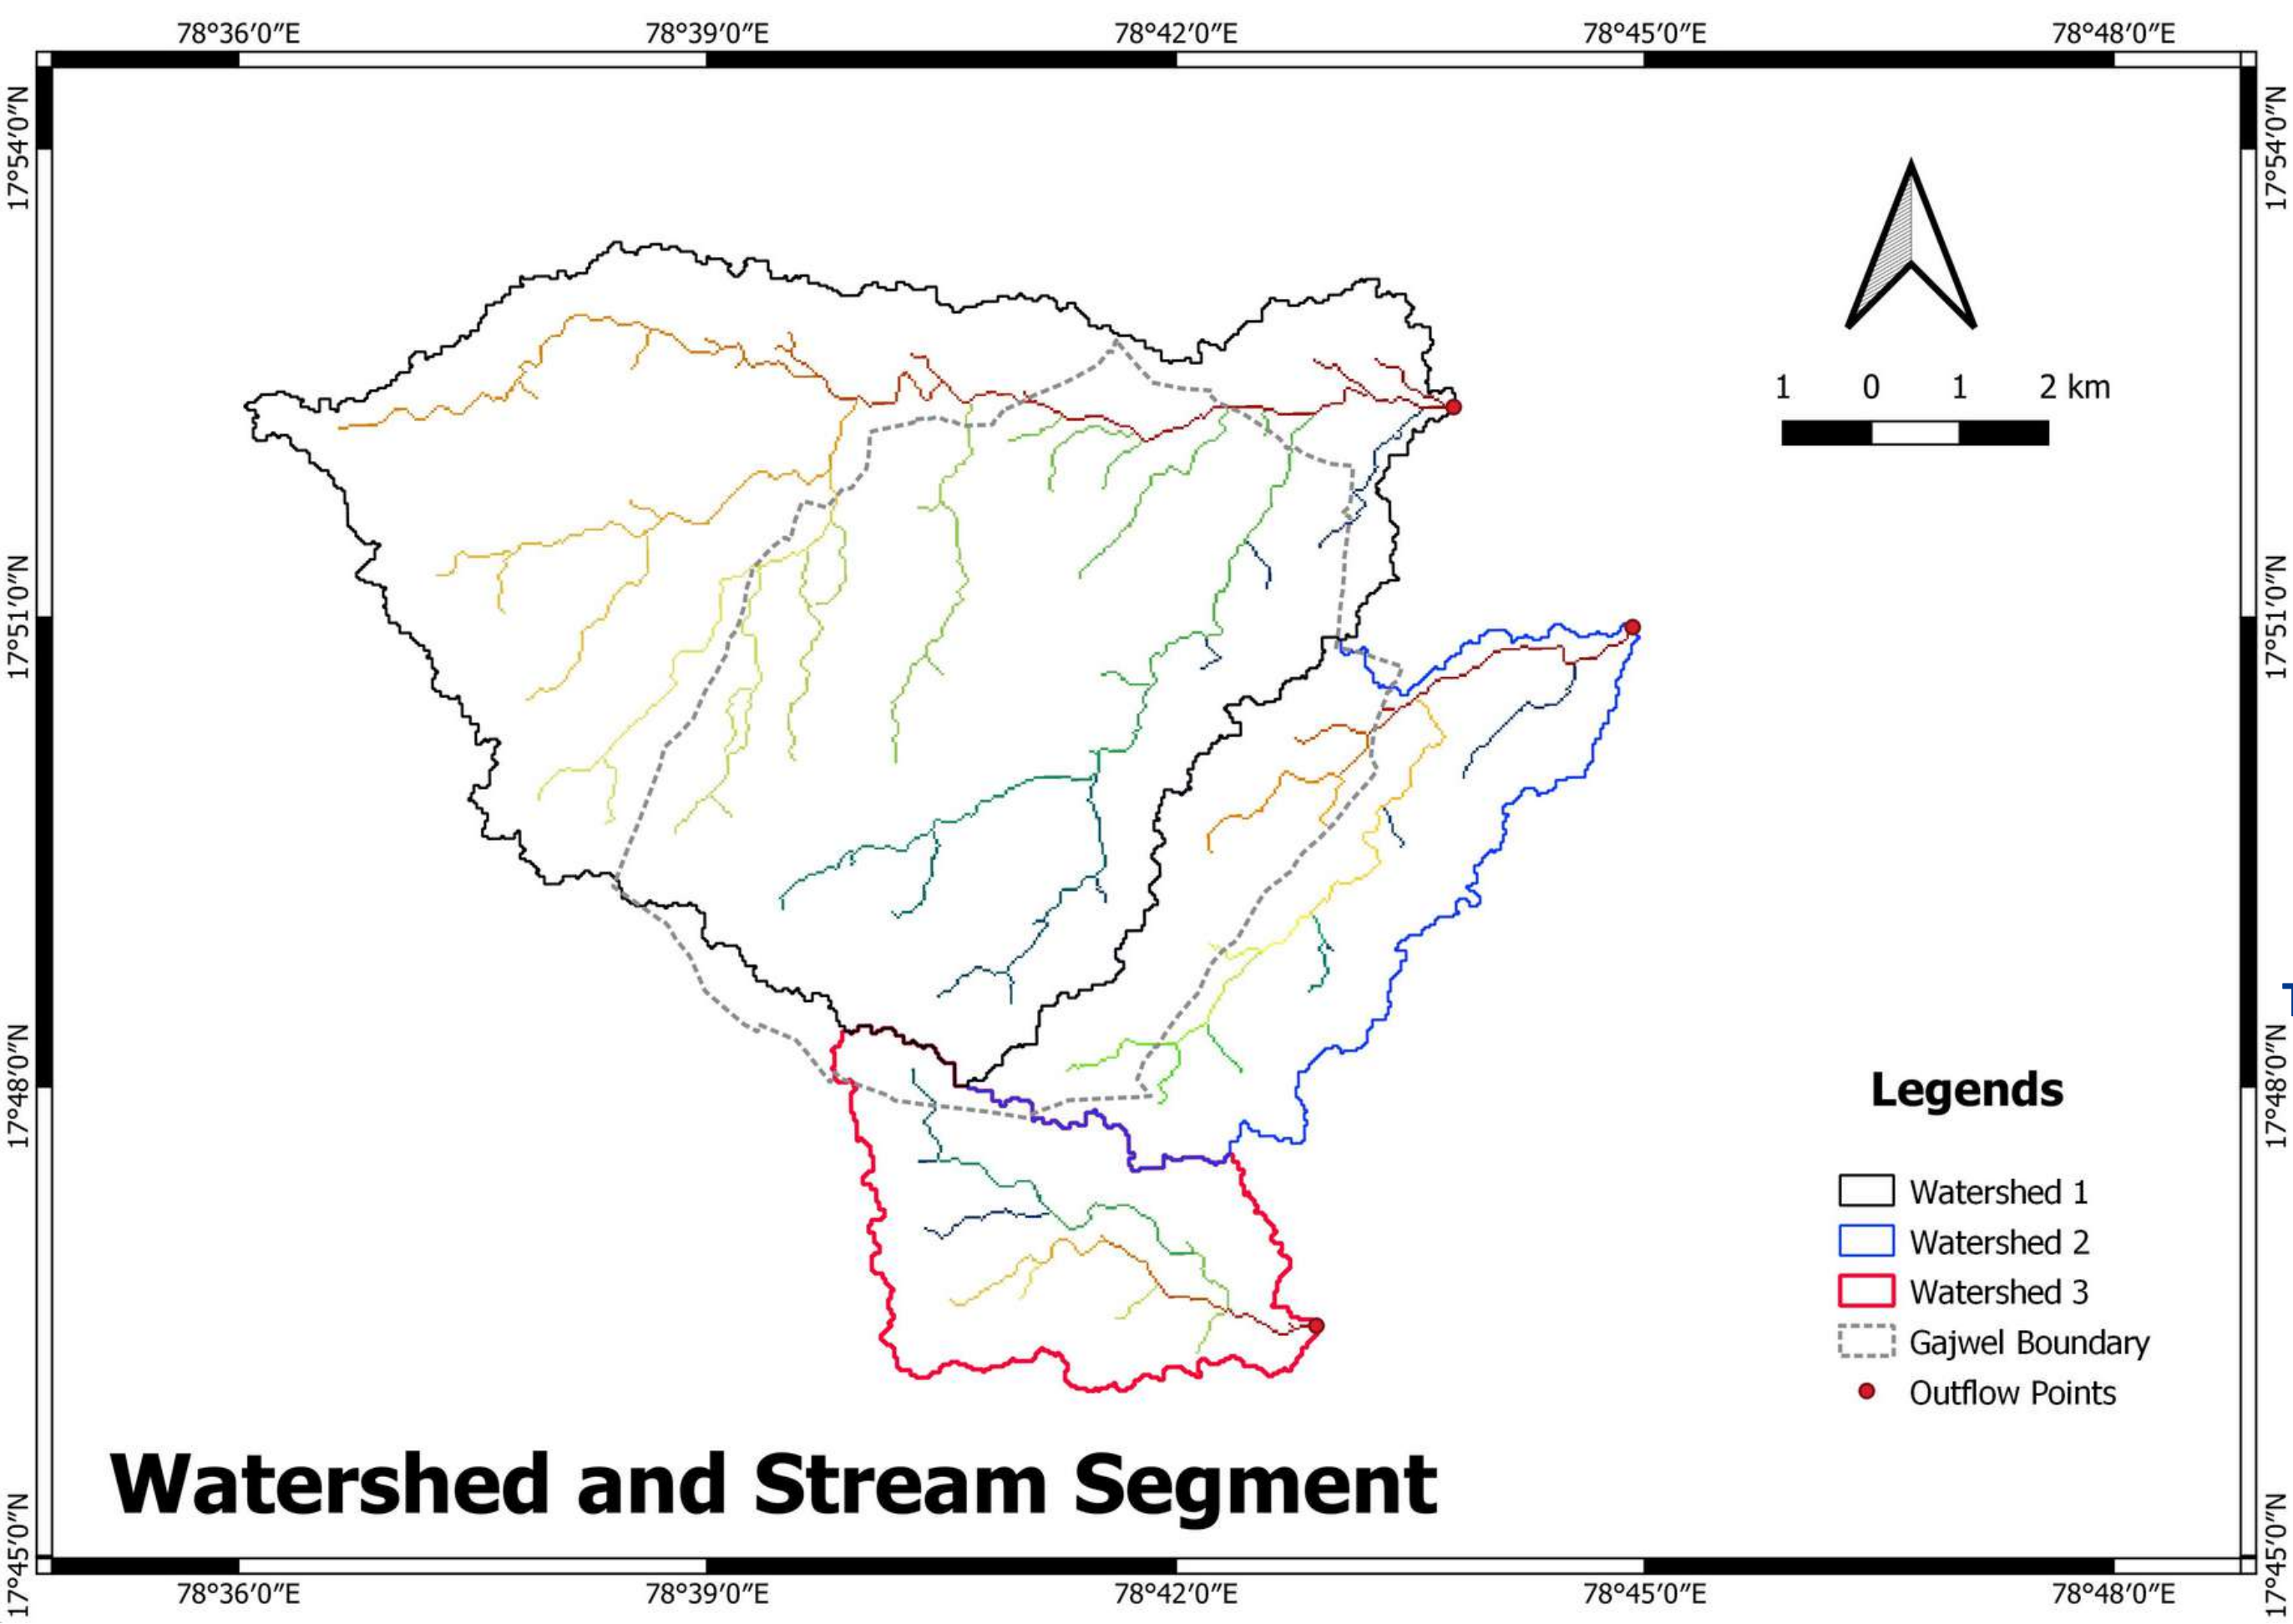 78°36′0″E 78°39′0″E 78°42′0″E 78°45′0″E 78°48′0″E
17°54′0″N 17°54′0″N
1 0 1 2 km
17°51′0″N 17°51′0″N
17°48′0″N 17°48′0″N
Legends
Watershed 1
Watershed 2
Watershed 3
Gajwel Boundary
Outflow Points
Watershed and Stream Segment
17°45′0″N 17°45′0″N
78°36′0″E 78°39′0″E 78°42′0″E 78°45′0″E 78°48′0″E